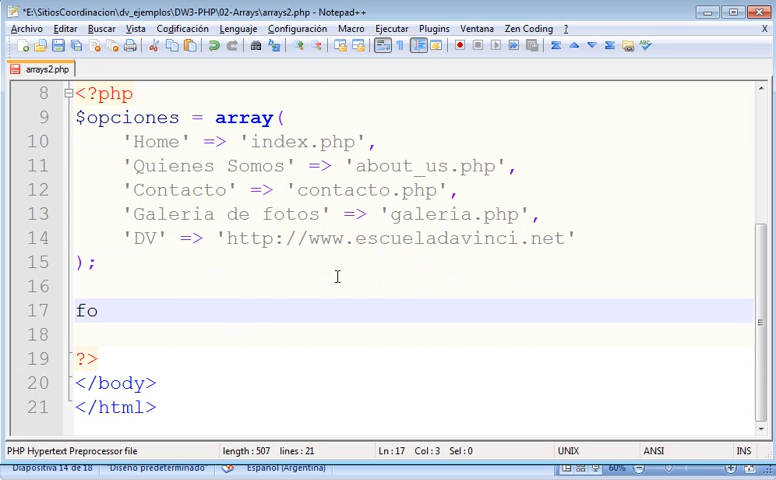 *E:\SitiosCoordinacion\dv_ejemplos\DW3-PHP\02-Arrays\arrays2.php - Notepad++
Archivo Editar Buscar Vista Codificación Lenguaje Configuración Macro Ejecutar Plugins Ventana Zen Coding ? X
arrays2.php
8 <?php
9 $opciones = array(
10 'Home' => 'index.php',
11 'Quienes Somos' => 'about_us.php',
12 'Contacto' => 'contacto.php',
13 'Galeria de fotos' => 'galeria.php',
14 'DV' => 'http://www.escueladavinci.net'
15 );
16
17 fo
18
19 ?>
20 </body>
21 </html>
PHP Hypertext Preprocessor file length : 507 lines : 21 Ln : 17 Col : 3 Sel : 0 UNIX ANSI INS
Diapositiva 14 de 18 "Diseño predeterminado" Español (Argentina) 60%